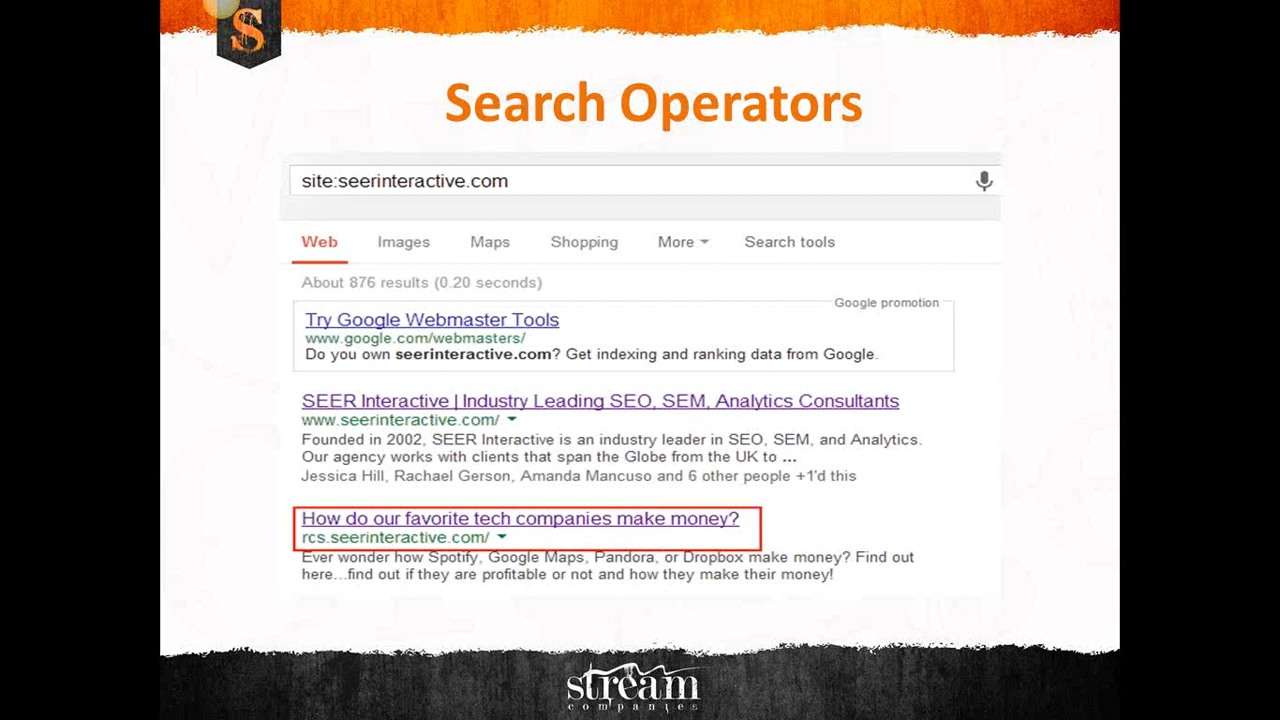 S
Search Operators
site:seerinteractive.com
Web Images Maps Shopping More Search tools
About 876 results (0.20 seconds)
Google promotion
Try Google Webmaster Tools
www.google.com/webmasters/
Do you own seerinteractive.com? Get indexing and ranking data from Google.
SEER Interactive | Industry Leading SEO, SEM, Analytics Consultants
www.seerinteractive.com/
Founded in 2002, SEER Interactive is an industry leader in SEO, SEM, and Analytics.
Our agency works with clients that span the Globe from the UK to ...
Jessica Hill, Rachael Gerson, Amanda Mancuso and 6 other people +1'd this
How do our favorite tech companies make money?
rcs.seerinteractive.com/
Ever wonder how Spotify, Google Maps, Pandora, or Dropbox make money? Find out
here...find out if they are profitable or not and how they make their money!
stream
companies